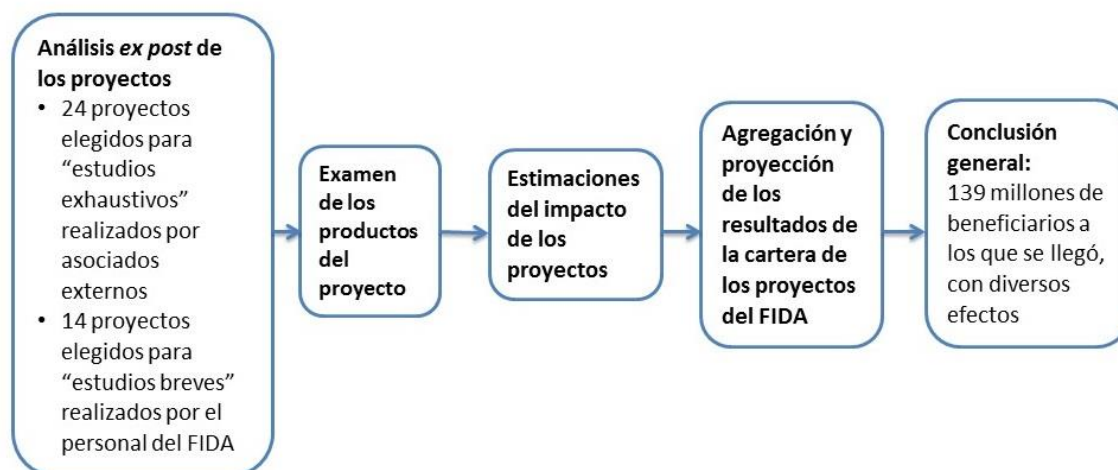 Análisis ex post de
los proyectos
• 24 proyectos
elegidos para
“estudios
exhaustivos”
realizados por
asociados
externos
• 14 proyectos
elegidos para
“estudios breves”
realizados por el
personal del FIDA
Examen
de los
productos
del
proyecto
Estimaciones
del impacto
de los
proyectos
Agregación y
proyección
de los
resultados de
la cartera de
los proyectos
del FIDA
Conclusión
general:
139 millones de
beneficiarios a
los que se llegó,
con diversos
efectos